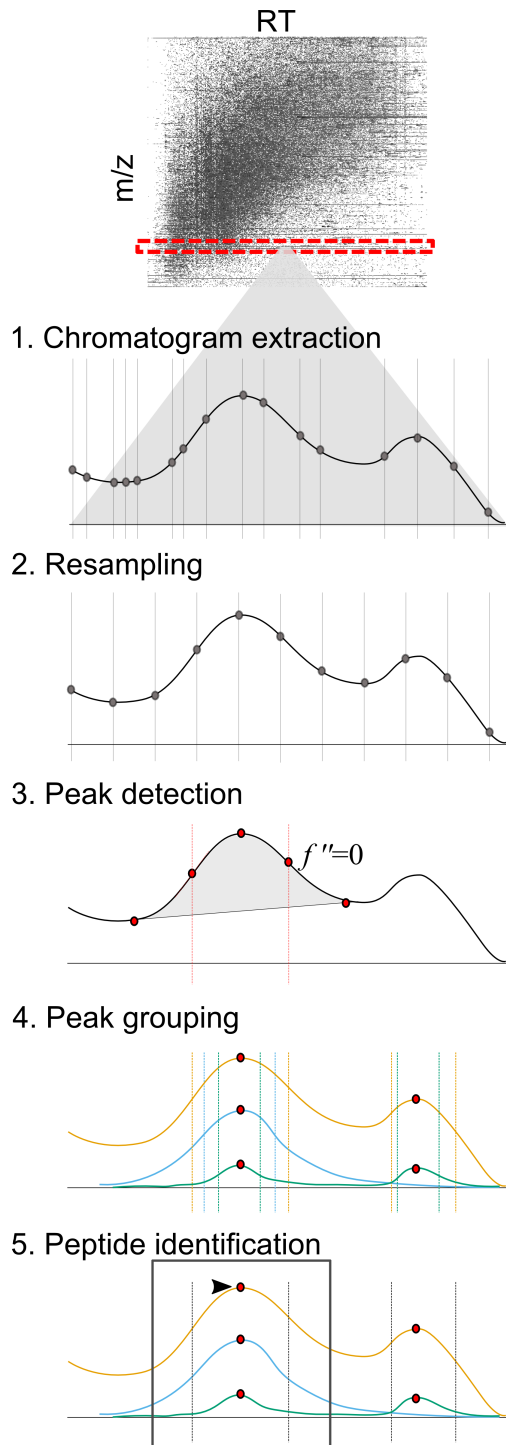 RT
m/z
1. Chromatogram extraction
2. Resampling
3. Peak detection
f″=0
4. Peak grouping
5. Peptide identification